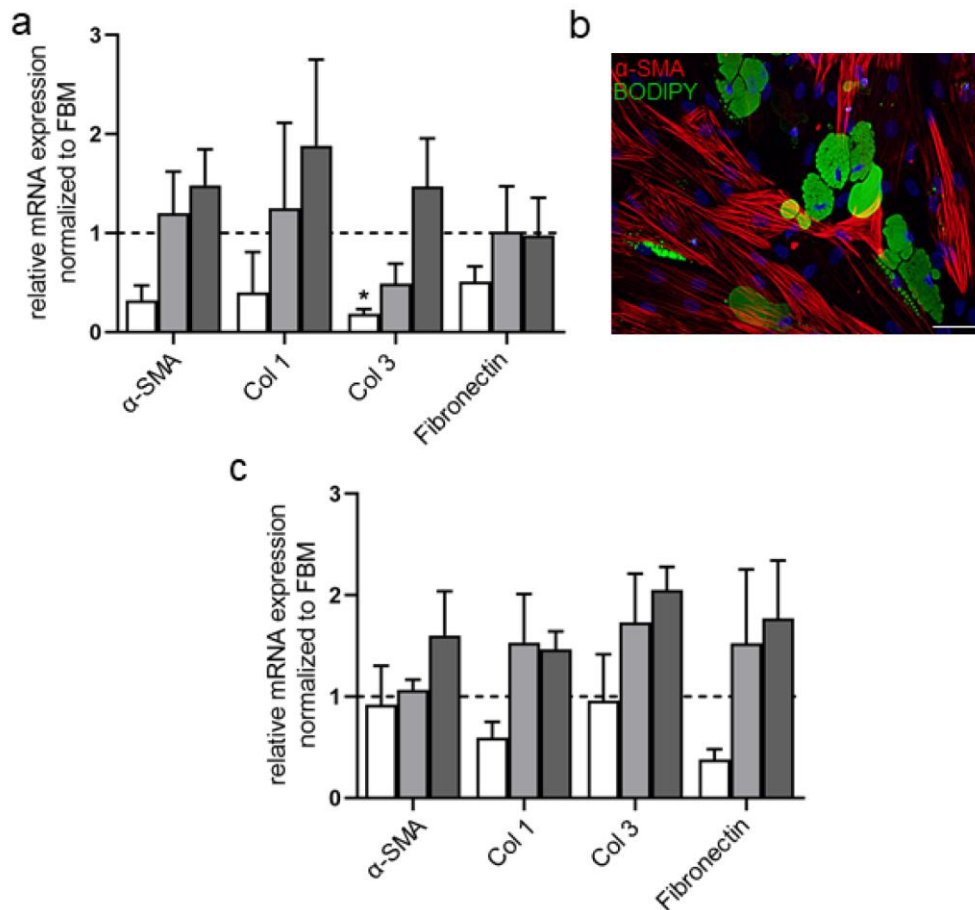 a
relative mRNA expression
normalized to FBM
3
2
1
0
*
α-SMA
Col 1
Col 3
Fibronectin
b
α-SMA
BODIPY
c
relative mRNA expression
normalized to FBM
3
2
1
0
α-SMA
Col 1
Col 3
Fibronectin